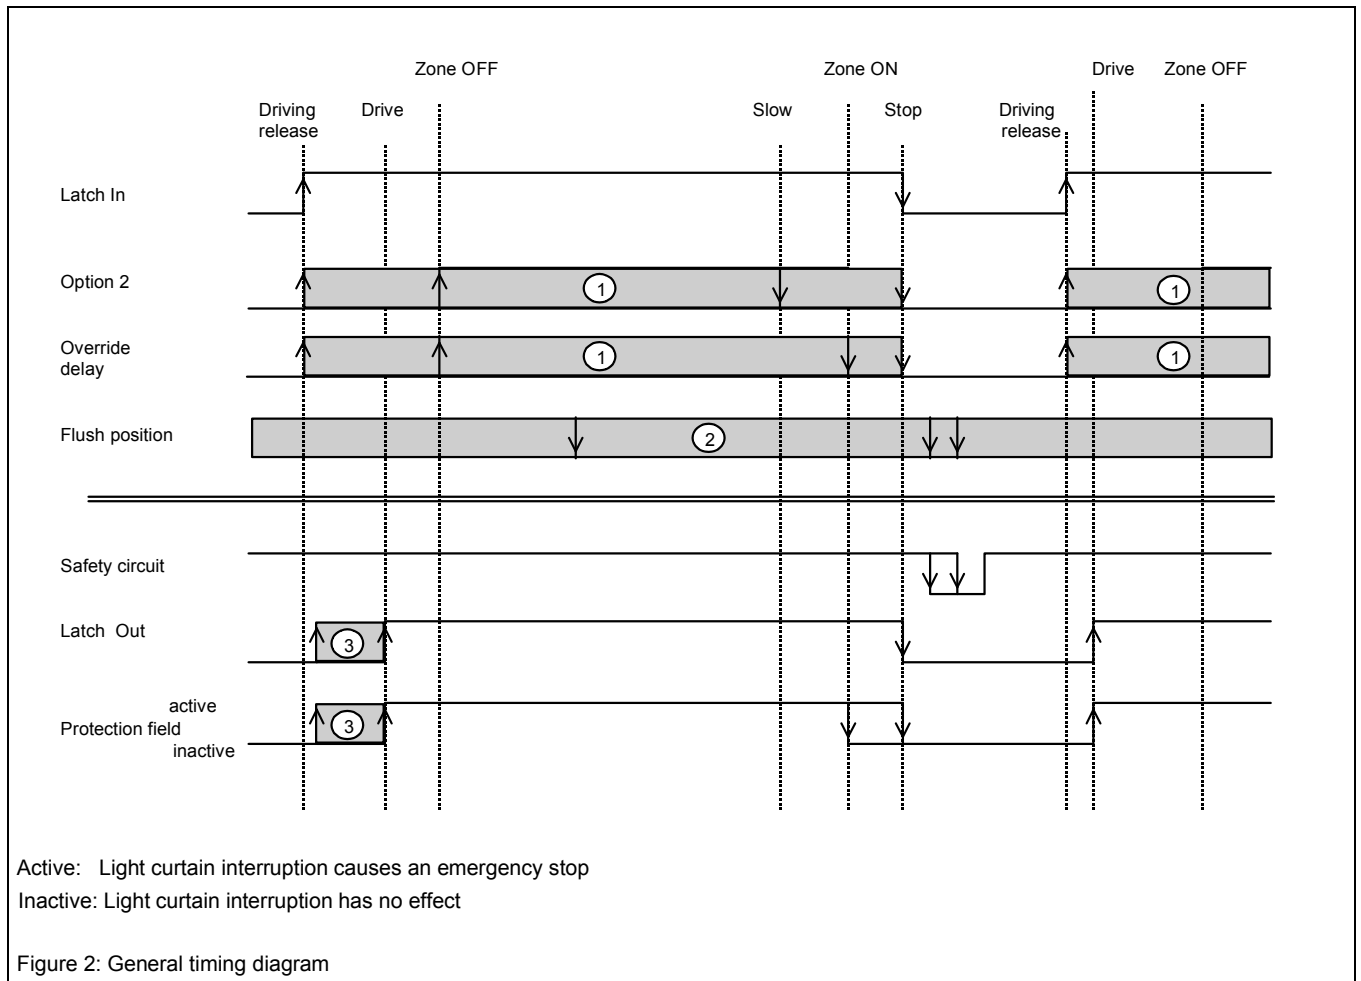 Zone OFF
Zone ON
Drive
Zone OFF
Driving
release
Drive
Slow
Stop
Driving
release
Latch In
Option 2
1
1
Override
delay
1
1
Flush position
2
Safety circuit
Latch Out
3
active
Protection field
3
inactive
Active: Light curtain interruption causes an emergency stop
Inactive: Light curtain interruption has no effect
Figure 2: General timing diagram